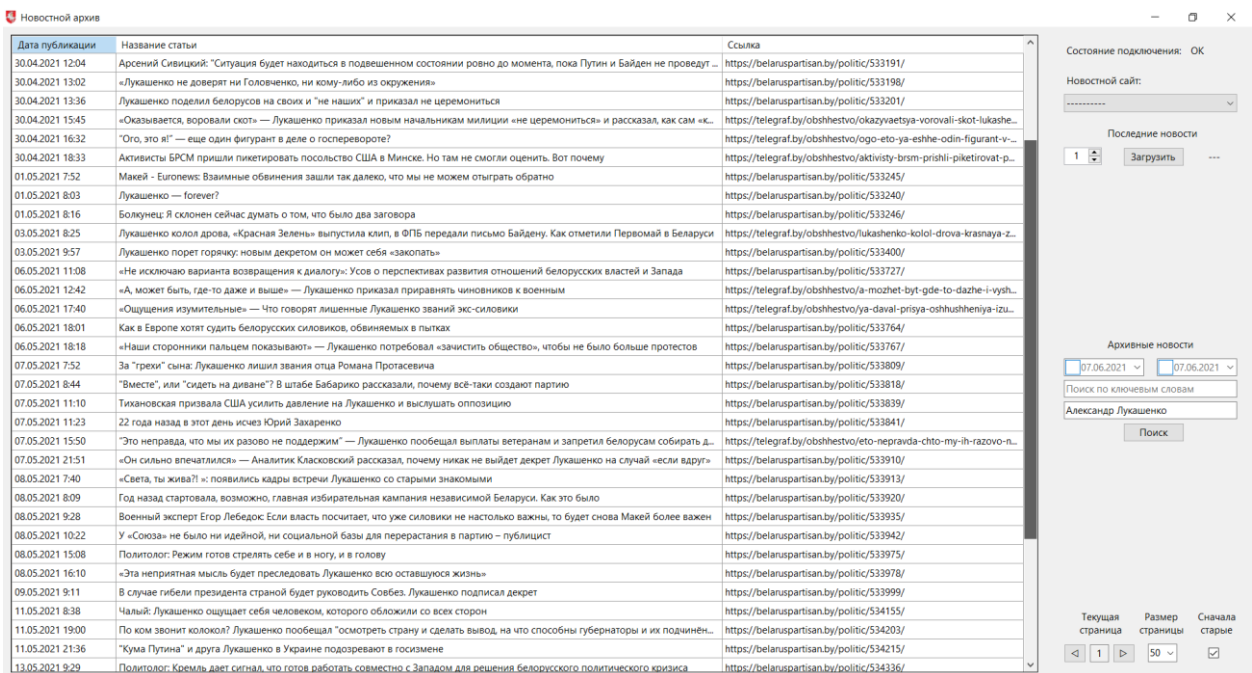 Новостной архив
Дата публикации Название статьи Ссылка
30.04.2021 12:04 Арсений Сивицкий: "Ситуация будет находиться в подвешенном состоянии ровно до момента, пока Путин и Байден не проведут ... https://belaruspartisan.by/politic/533191/
30.04.2021 13:02 «Лукашенко не доверят ни Головченко, ни кому-либо из окружения» https://belaruspartisan.by/politic/533198/
30.04.2021 13:36 Лукашенко поделил белорусов на своих и "не наших" и приказал не церемониться https://belaruspartisan.by/politic/533201/
30.04.2021 15:45 «Оказывается, воровали скот» — Лукашенко приказал новым начальникам милиции «не церемониться» и рассказал, как сам «к... https://telegraf.by/obshhestvo/okazyvaetsya-vorovali-skot-lukashe...
30.04.2021 16:32 "Ого, это я!" — еще один фигурант в деле о госперевороте? https://telegraf.by/obshhestvo/ogo-eto-ya-eshhe-odin-figurant-v-...
30.04.2021 18:33 Активисты БРСМ пришли пикетировать посольство США в Минске. Но там не смогли оценить. Вот почему https://telegraf.by/obshhestvo/aktivisty-brsm-prishli-piketirovat-p...
01.05.2021 7:52 Макей - Euronews: Взаимные обвинения зашли так далеко, что мы не можем отыграть обратно https://belaruspartisan.by/politic/533245/
01.05.2021 8:03 Лукашенко — forever? https://belaruspartisan.by/politic/533240/
01.05.2021 8:16 Болкунец: Я склонен сейчас думать о том, что было два заговора https://belaruspartisan.by/politic/533246/
03.05.2021 8:25 Лукашенко колол дрова, «Красная Зелень» выпустила клип, в ФПБ передали письмо Байдену. Как отметили Первомай в Беларуси https://telegraf.by/obshhestvo/lukashenko-kolol-drova-krasnaya-z...
03.05.2021 9:57 Лукашенко порет горячку: новым декретом он может себя «закопать» https://belaruspartisan.by/politic/533400/
06.05.2021 11:08 «Не исключаю варианта возвращения к диалогу»: Усов о перспективах развития отношений белорусских властей и Запада https://belaruspartisan.by/politic/533727/
06.05.2021 12:42 «А, может быть, где-то даже и выше» — Лукашенко приказал приравнять чиновников к военным https://telegraf.by/obshhestvo/a-mozhet-byt-gde-to-dazhe-i-vysh...
06.05.2021 17:40 «Ощущения изумительные» — Что говорят лишенные Лукашенко званий экс-силовики https://telegraf.by/obshhestvo/ya-daval-prisya-oshhushheniya-izu...
06.05.2021 18:01 Как в Европе хотят судить белорусских силовиков, обвиняемых в пытках https://belaruspartisan.by/politic/533764/
06.05.2021 18:18 «Наши сторонники пальцем показывают» — Лукашенко потребовал «зачистить общество», чтобы не было больше протестов https://belaruspartisan.by/politic/533767/
07.05.2021 7:52 За "грехи" сына: Лукашенко лишил звания отца Романа Протасевича https://belaruspartisan.by/politic/533809/
07.05.2021 8:44 "Вместе", или "сидеть на диване"? В штабе Бабарико рассказали, почему всё-таки создают партию https://belaruspartisan.by/politic/533818/
07.05.2021 11:10 Тихановская призвала США усилить давление на Лукашенко и выслушать оппозицию https://belaruspartisan.by/politic/533839/
07.05.2021 11:23 22 года назад в этот день исчез Юрий Захаренко https://belaruspartisan.by/politic/533841/
07.05.2021 15:50 "Это неправда, что мы их разово не поддержим" — Лукашенко пообещал выплаты ветеранам и запретил белорусам собирать д... https://telegraf.by/obshhestvo/eto-nepravda-chto-my-ih-razovo-n...
07.05.2021 21:51 «Он сильно впечатлился» — Аналитик Класковский рассказал, почему никак не выйдет декрет Лукашенко на случай «если вдруг» https://belaruspartisan.by/politic/533910/
08.05.2021 7:40 «Света, ты жива?! »: появились кадры встречи Лукашенко со старыми знакомыми https://belaruspartisan.by/politic/533913/
08.05.2021 8:09 Год назад стартовала, возможно, главная избирательная кампания независимой Беларуси. Как это было https://belaruspartisan.by/politic/533920/
08.05.2021 9:28 Военный эксперт Егор Лебедок: Если власть посчитает, что уже силовики не настолько важны, то будет снова Макей более важен https://belaruspartisan.by/politic/533935/
08.05.2021 10:22 У «Союза» не было ни идейной, ни социальной базы для перерастания в партию – публицист https://belaruspartisan.by/politic/533942/
08.05.2021 15:08 Политолог: Режим готов стрелять себе и в ногу, и в голову https://belaruspartisan.by/politic/533975/
08.05.2021 16:10 «Эта неприятная мысль будет преследовать Лукашенко всю оставшуюся жизнь» https://belaruspartisan.by/politic/533978/
09.05.2021 9:11 В случае гибели президента страной будет руководить Совбез. Лукашенко подписал декрет https://belaruspartisan.by/politic/533999/
11.05.2021 8:38 Чалый: Лукашенко ощущает себя человеком, которого обложили со всех сторон https://belaruspartisan.by/politic/534155/
11.05.2021 19:00 По ком звонит колокол? Лукашенко пообещал "осмотреть страну и сделать вывод, на что способны губернаторы и их подчинён... https://belaruspartisan.by/politic/534203/
11.05.2021 21:36 "Кума Путина" и друга Лукашенко в Украине подозревают в госизмене https://belaruspartisan.by/politic/534215/
13.05.2021 9:29 Политолог: Кремль дает сигнал, что готов работать совместно с Западом для решения белорусского политического кризиса https://belaruspartisan.by/politic/534336/
Состояние подключения: ОК
Новостной сайт:
----------
Последние новости
1 Загрузить ---
Архивные новости
07.06.2021 07.06.2021
Поиск по ключевым словам
Александр Лукашенко
Поиск
Текущая страница Размер страницы Сначала старые
1 50